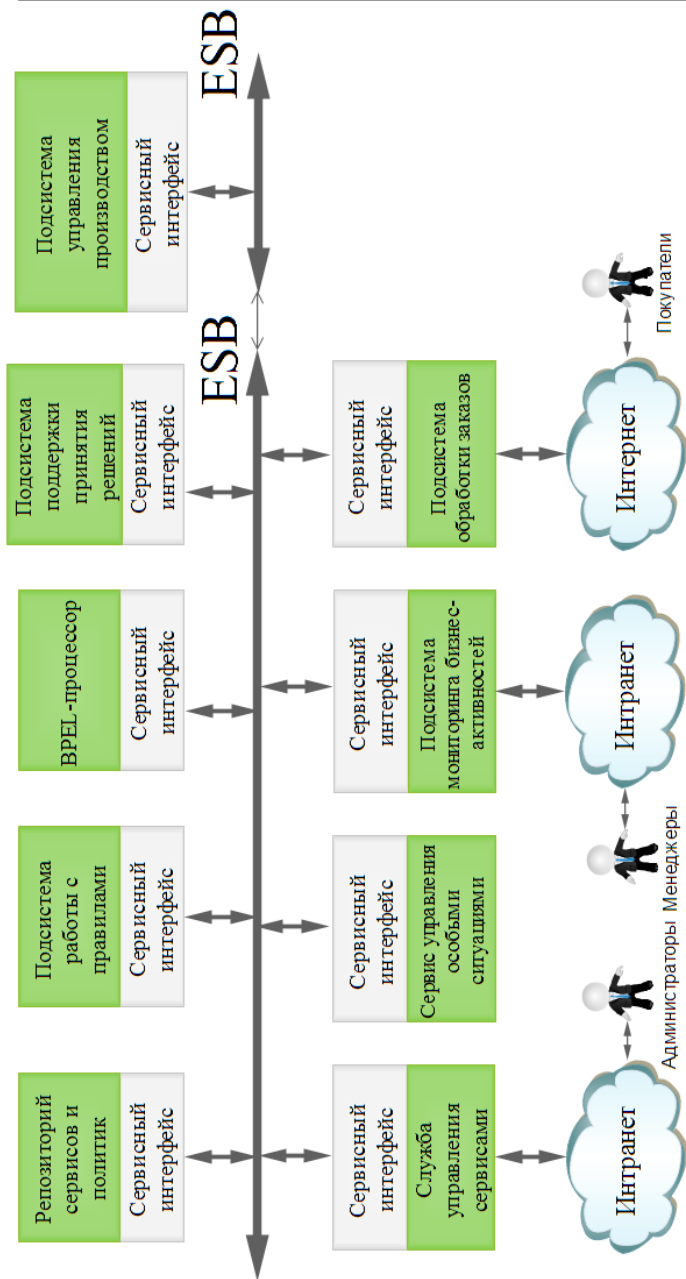 Репозиторий
сервисов и
политик
Сервисный
интерфейс
Подсистема
работы с
правилами
Сервисный
интерфейс
BPEL-процессор
Сервисный
интерфейс
Подсистема
поддержки
принятия
решений
Сервисный
интерфейс
Подсистема
управления
производством
Сервисный
интерфейс
ESB
ESB
Сервисный
интерфейс
Служба
управления
сервисами
Сервисный
интерфейс
Сервис управления
особыми
ситуациями
Сервисный
интерфейс
Подсистема
мониторинга бизнес-
активностей
Сервисный
интерфейс
Подсистема
обработки заказов
Интранет
Администраторы
Менеджеры
Интранет
Интернет
Покупатели